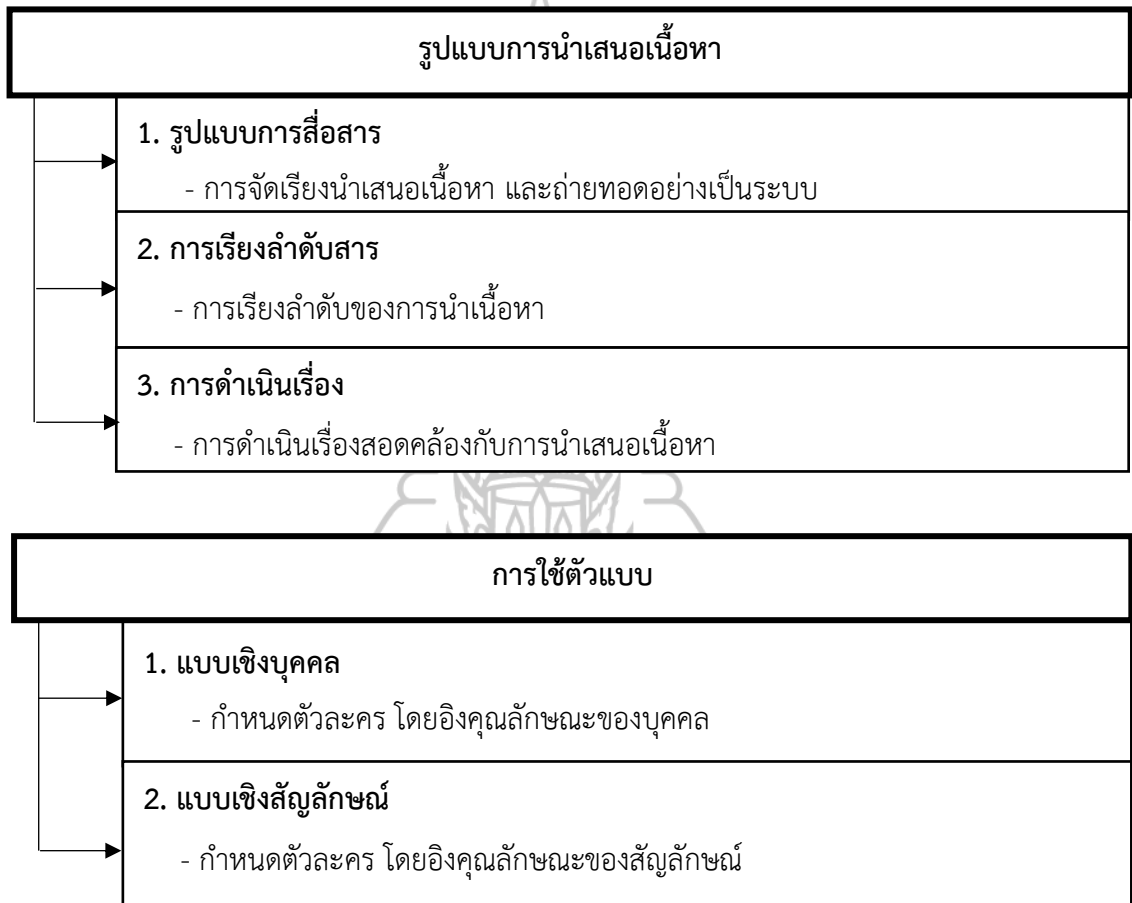 รูปแบบการนำเสนอเนื้อหา
1. รูปแบบการสื่อสาร
- การจัดเรียงนำเสนอเนื้อหา และถ่ายทอดอย่างเป็นระบบ
2. การเรียงลำดับสาร
- การเรียงลำดับของการนำเนื้อหา
3. การดำเนินเรื่อง
- การดำเนินเรื่องสอดคล้องกับการนำเสนอเนื้อหา
การใช้ตัวแบบ
1. แบบเชิงบุคคล
- กำหนดตัวละคร โดยอิงคุณลักษณะของบุคคล
2. แบบเชิงสัญลักษณ์
- กำหนดตัวละคร โดยอิงคุณลักษณะของสัญลักษณ์